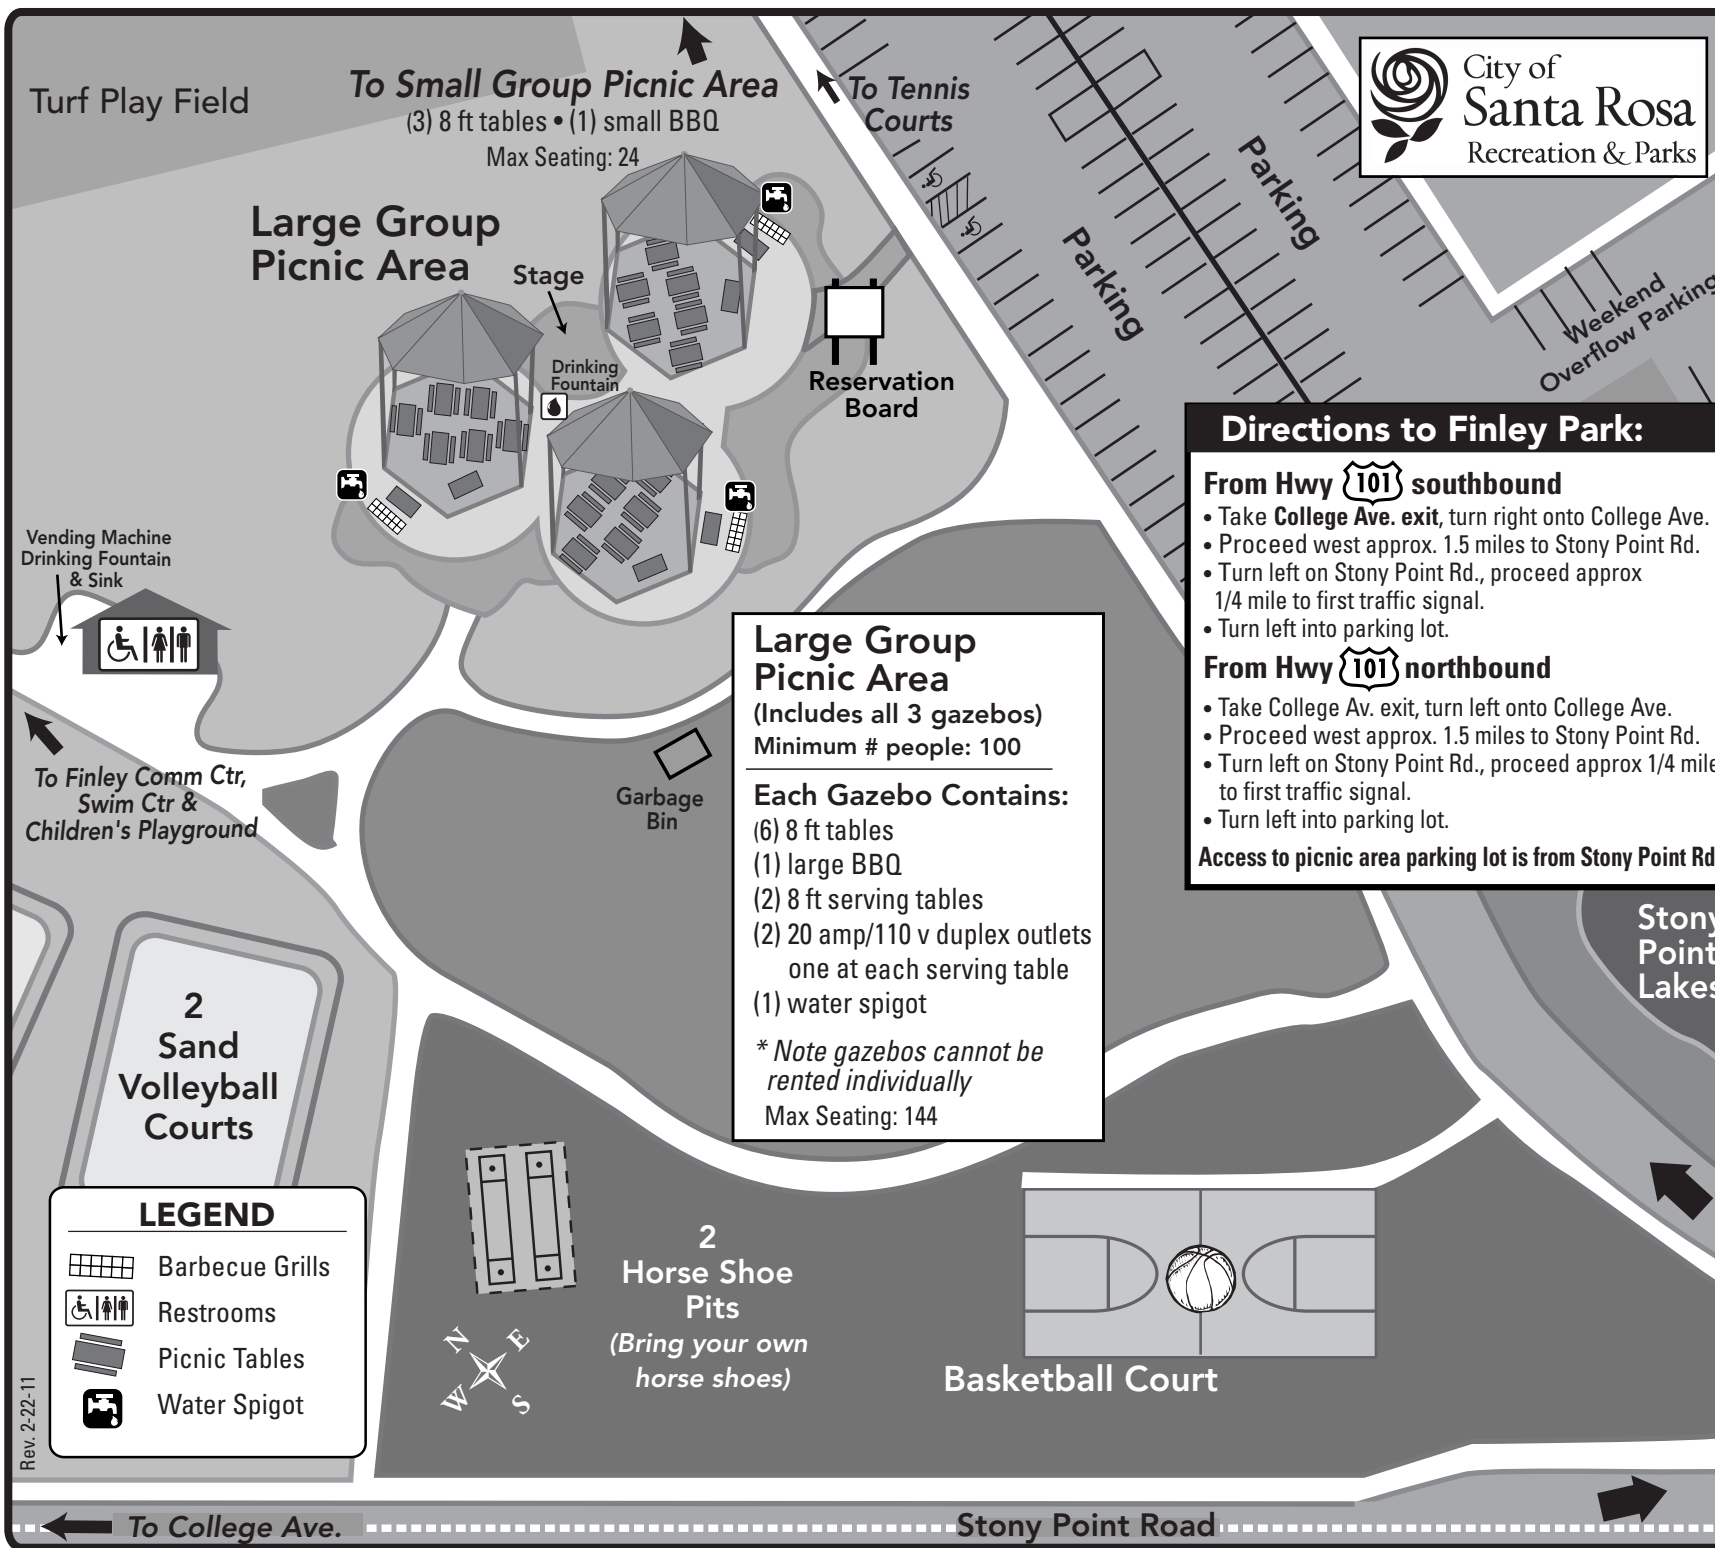 Turf Play Field
To Small Group Picnic Area
(3) 8 ft tables • (1) small BBQ
Max Seating: 24
To Tennis
Courts
City of
Santa Rosa
Recreation & Parks
Large Group
Picnic Area
Stage
Drinking
Fountain
Reservation
Board
Parking
Parking
Weekend
Overflow Parking
Directions to Finley Park:
From Hwy 101 southbound
• Take College Ave. exit, turn right onto College Ave.
• Proceed west approx. 1.5 miles to Stony Point Rd.
• Turn left on Stony Point Rd., proceed approx
1/4 mile to first traffic signal.
• Turn left into parking lot.
From Hwy 101 northbound
• Take College Av. exit, turn left onto College Ave.
• Proceed west approx. 1.5 miles to Stony Point Rd.
• Turn left on Stony Point Rd., proceed approx 1/4 mile
to first traffic signal.
• Turn left into parking lot.
Access to picnic area parking lot is from Stony Point Rd
Vending Machine
Drinking Fountain
& Sink
To Finley Comm Ctr,
Swim Ctr &
Children's Playground
Garbage
Bin
Large Group
Picnic Area
(Includes all 3 gazebos)
Minimum # people: 100
Each Gazebo Contains:
(6) 8 ft tables
(1) large BBQ
(2) 8 ft serving tables
(2) 20 amp/110 v duplex outlets
one at each serving table
(1) water spigot
* Note gazebos cannot be
rented individually
Max Seating: 144
Stony
Point
Lakes
2
Sand
Volleyball
Courts
LEGEND
Barbecue Grills
Restrooms
Picnic Tables
Water Spigot
Rev. 2-22-11
N
E
W
S
2
Horse Shoe
Pits
(Bring your own
horse shoes)
Basketball Court
To College Ave.
Stony Point Road